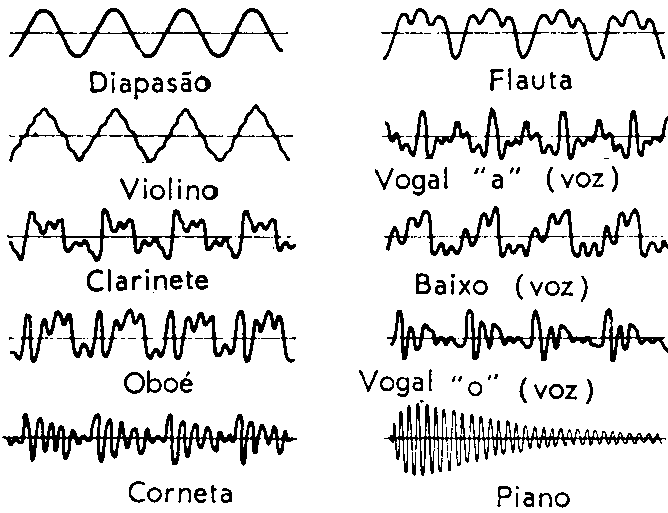 Diapasão
Flauta
Violino
Vogal "a" (voz)
Clarinete
Baixo (voz)
Oboé
Vogal "o" (voz)
Corneta
Piano